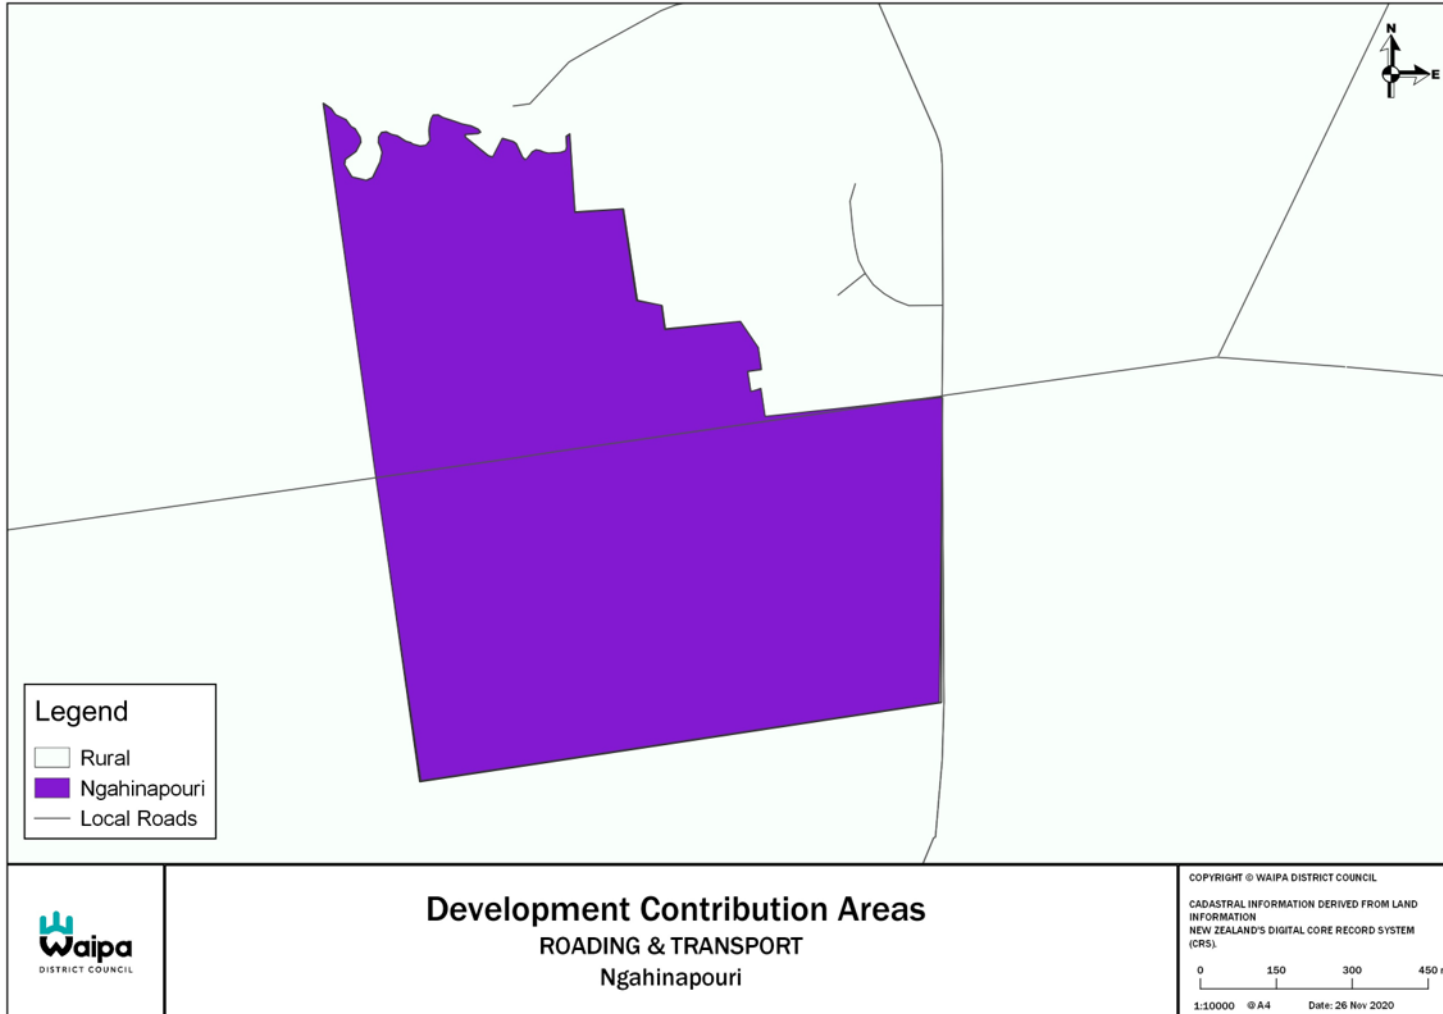 N
E
Legend
Rural
Ngahinapouri
Local Roads
Waipa
DISTRICT COUNCIL
Development Contribution Areas
ROADING & TRANSPORT
Ngahinapouri
COPYRIGHT © WAIPA DISTRICT COUNCIL
CADASTRAL INFORMATION DERIVED FROM LAND
INFORMATION
NEW ZEALAND'S DIGITAL CORE RECORD SYSTEM
(CRS).
0 150 300 450 m
1:10000 @ A4 Date: 26 Nov 2020